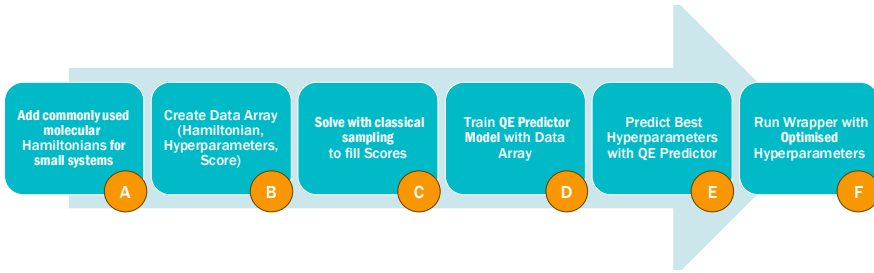 Add commonly used
molecular
Hamiltonians for
small systems
A
Create Data Array
(Hamiltonian,
Hyperparameters,
Score)
B
Solve with classical
sampling
to fill Scores
C
Train QE Predictor
Model with Data
Array
D
Predict Best
Hyperparameters
with QE Predictor
E
Run Wrapper with
Optimised
Hyperparameters
F